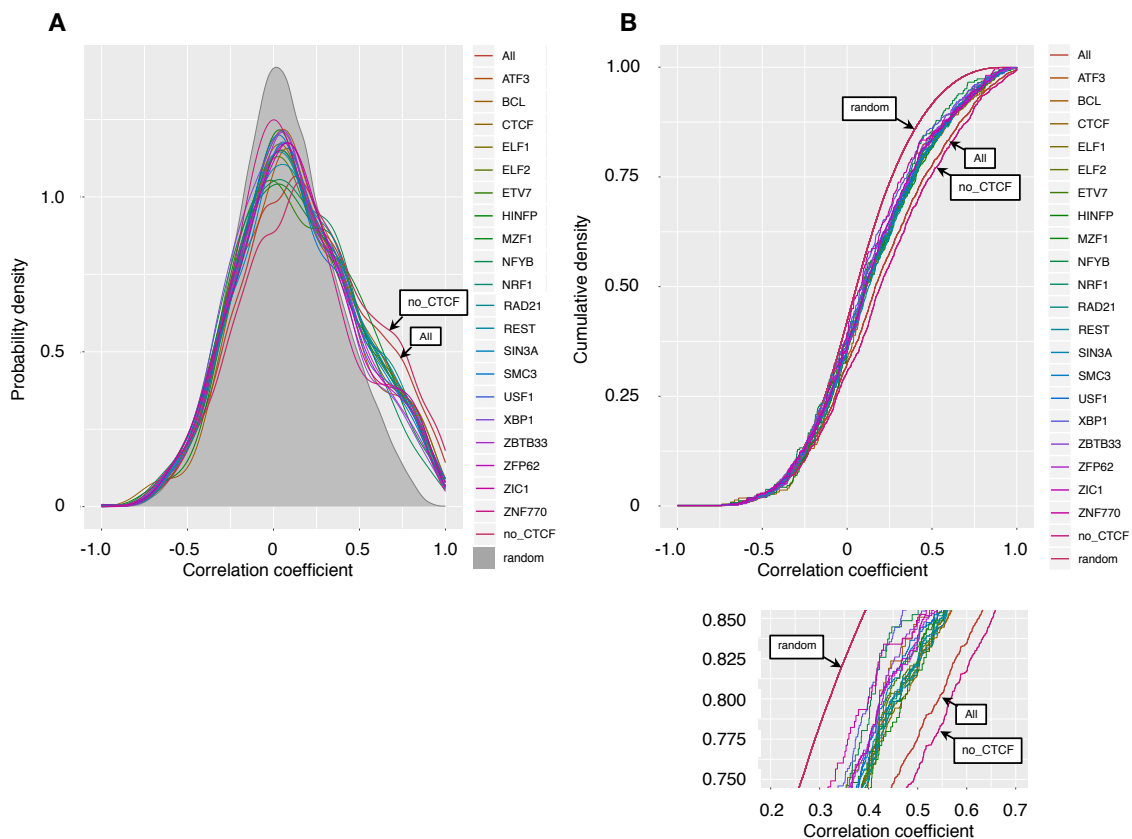 A
Probability density
1.0
0.5
0
-1.0 -0.5 0 0.5 1.0
Correlation coefficient
no_CTCF
All
All
ATF3
BCL
CTCF
ELF1
ELF2
ETV7
HINFP
MZF1
NFYB
NRF1
RAD21
REST
SIN3A
SMC3
USF1
XBP1
ZBTB33
ZFP62
ZIC1
ZNF770
no_CTCF
random
B
Cumulative density
1.00
0.75
0.50
0.25
0
-1.0 -0.5 0 0.5 1.0
Correlation coefficient
random
All
no_CTCF
All
ATF3
BCL
CTCF
ELF1
ELF2
ETV7
HINFP
MZF1
NFYB
NRF1
RAD21
REST
SIN3A
SMC3
USF1
XBP1
ZBTB33
ZFP62
ZIC1
ZNF770
no_CTCF
random
0.850
0.825
0.800
0.775
0.750
random
All
no_CTCF
0.2 0.3 0.4 0.5 0.6 0.7
Correlation coefficient